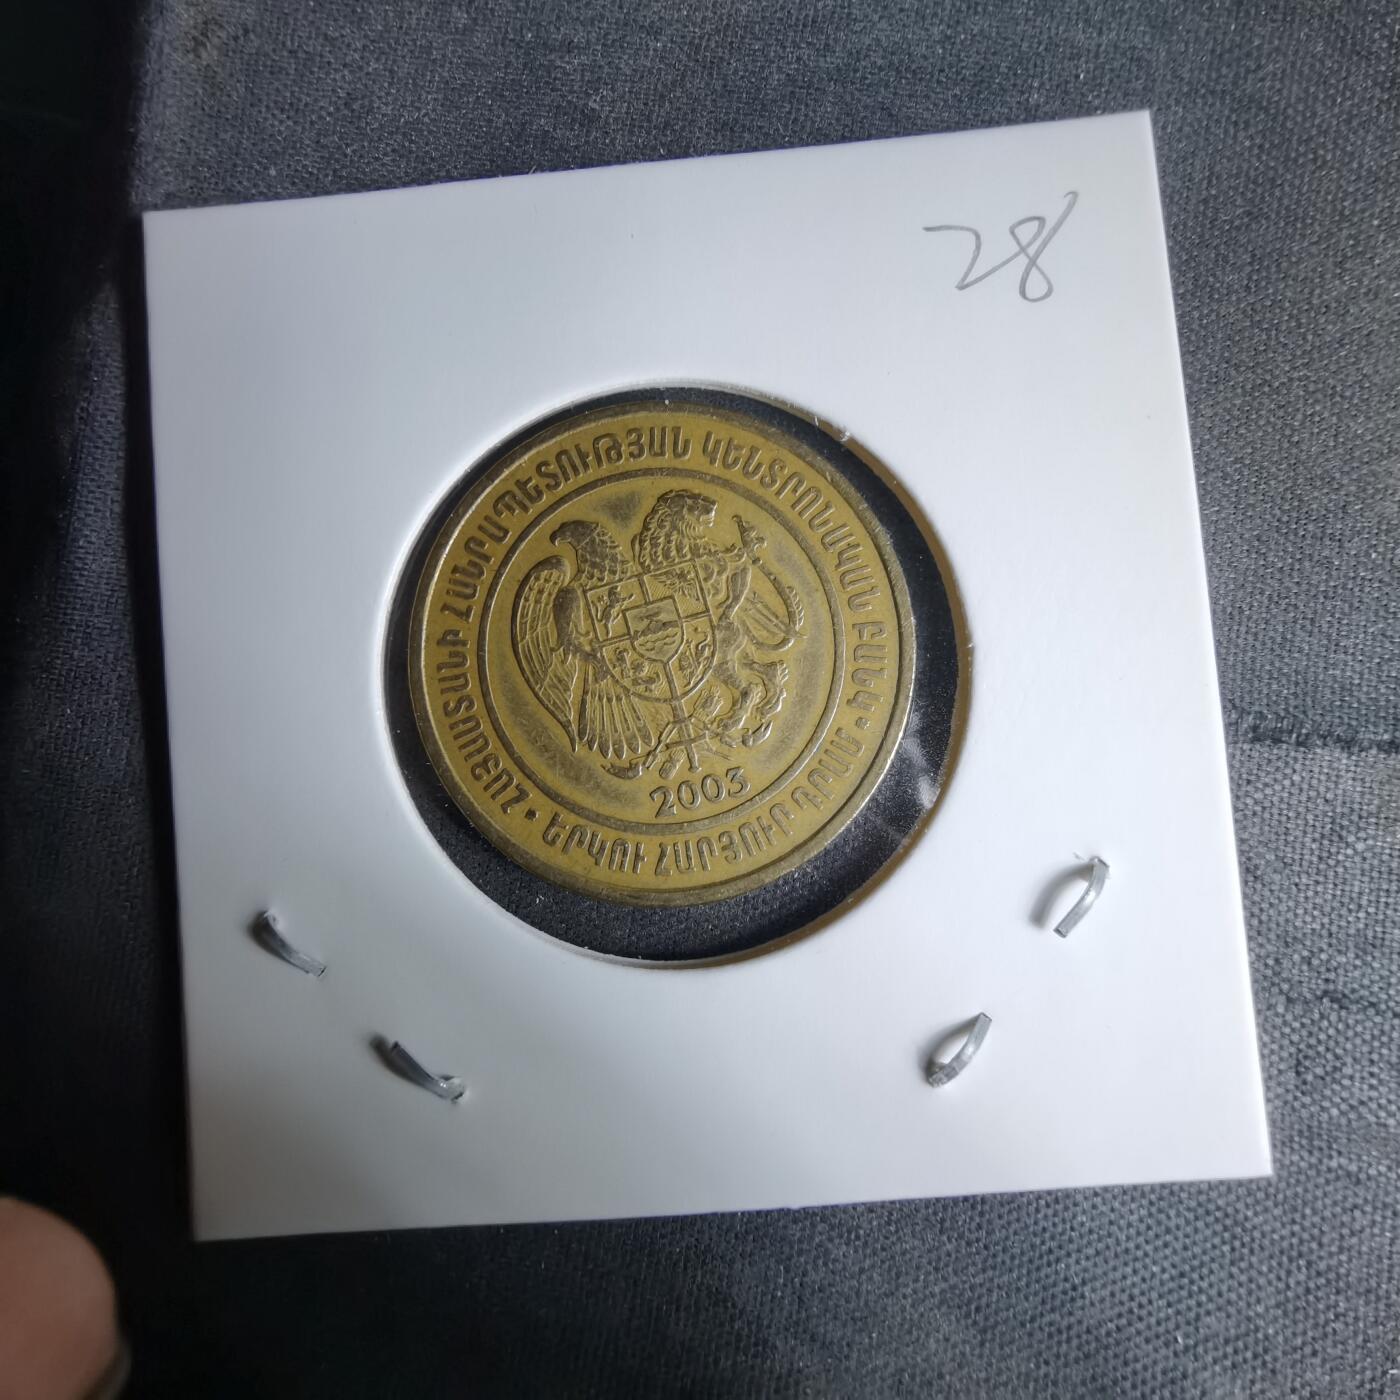 28
ՀԱՅԱՍՏԱՆԻ ՀԱՆՐԱՊԵՏՈՒԹՅԱՆ ԿԵՆՏՐՈՆԱԿԱՆ ԲԱՆԿ
2003
• ԵՐԿՈՒ ՀԱՐՅՈՒՐ ԴՐԱՄ •